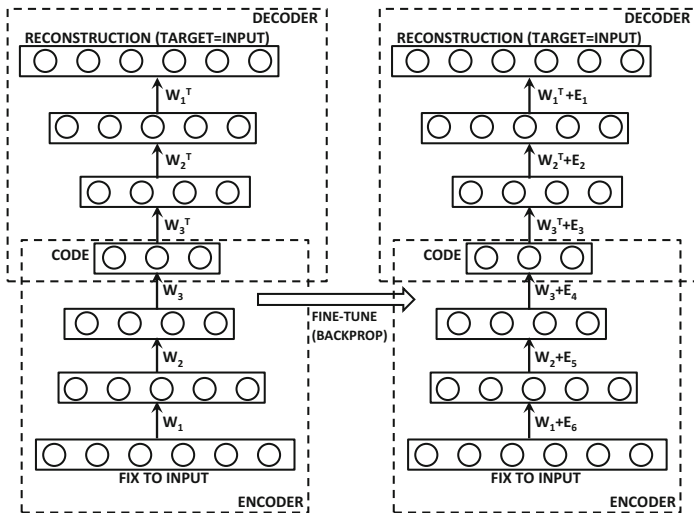 DECODER
RECONSTRUCTION (TARGET=INPUT)
W₁ᵀ
W₂ᵀ
W₃ᵀ
CODE
W₃
W₂
W₁
FIX TO INPUT
ENCODER
FINE-TUNE
(BACKPROP)
DECODER
RECONSTRUCTION (TARGET=INPUT)
W₁ᵀ+E₁
W₂ᵀ+E₂
W₃ᵀ+E₃
CODE
W₃+E₄
W₂+E₅
W₁+E₆
FIX TO INPUT
ENCODER